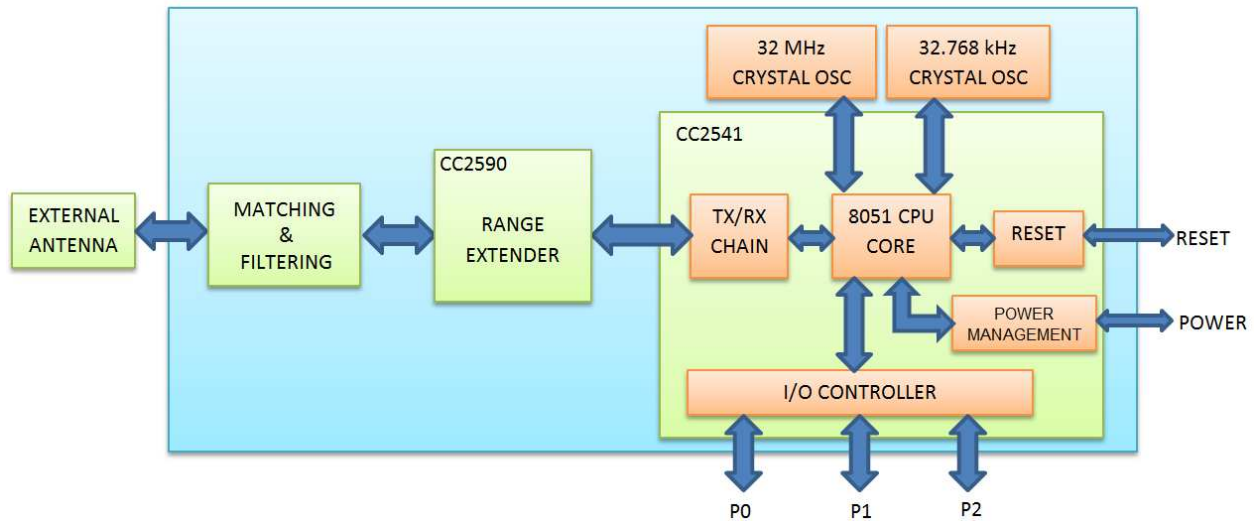 32 MHz
CRYSTAL OSC
32.768 kHz
CRYSTAL OSC
CC2541
CC2590
EXTERNAL
ANTENNA
MATCHING
&
FILTERING
RANGE
EXTENDER
TX/RX
CHAIN
8051 CPU
CORE
RESET
RESET
POWER
MANAGEMENT
POWER
I/O CONTROLLER
P0
P1
P2